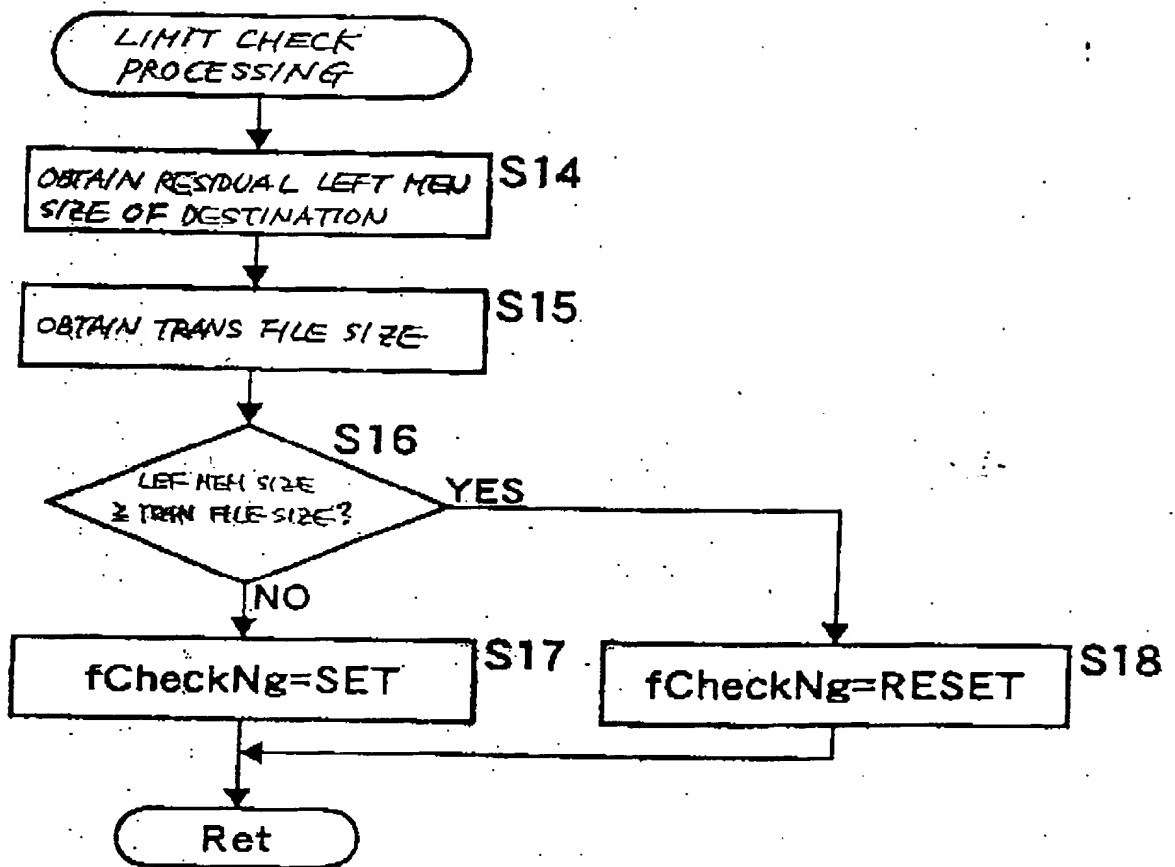 LIMIT CHECK
PROCESSING
S14
OBTAIN RESIDUAL LEFT MEM
SIZE OF DESTINATION
S15
OBTAIN TRANS FILE SIZE
S16
LEF MEM SIZE
≥ TRAN FILE SIZE?
YES
NO
S17
fCheckNg=SET
S18
fCheckNg=RESET
Ret